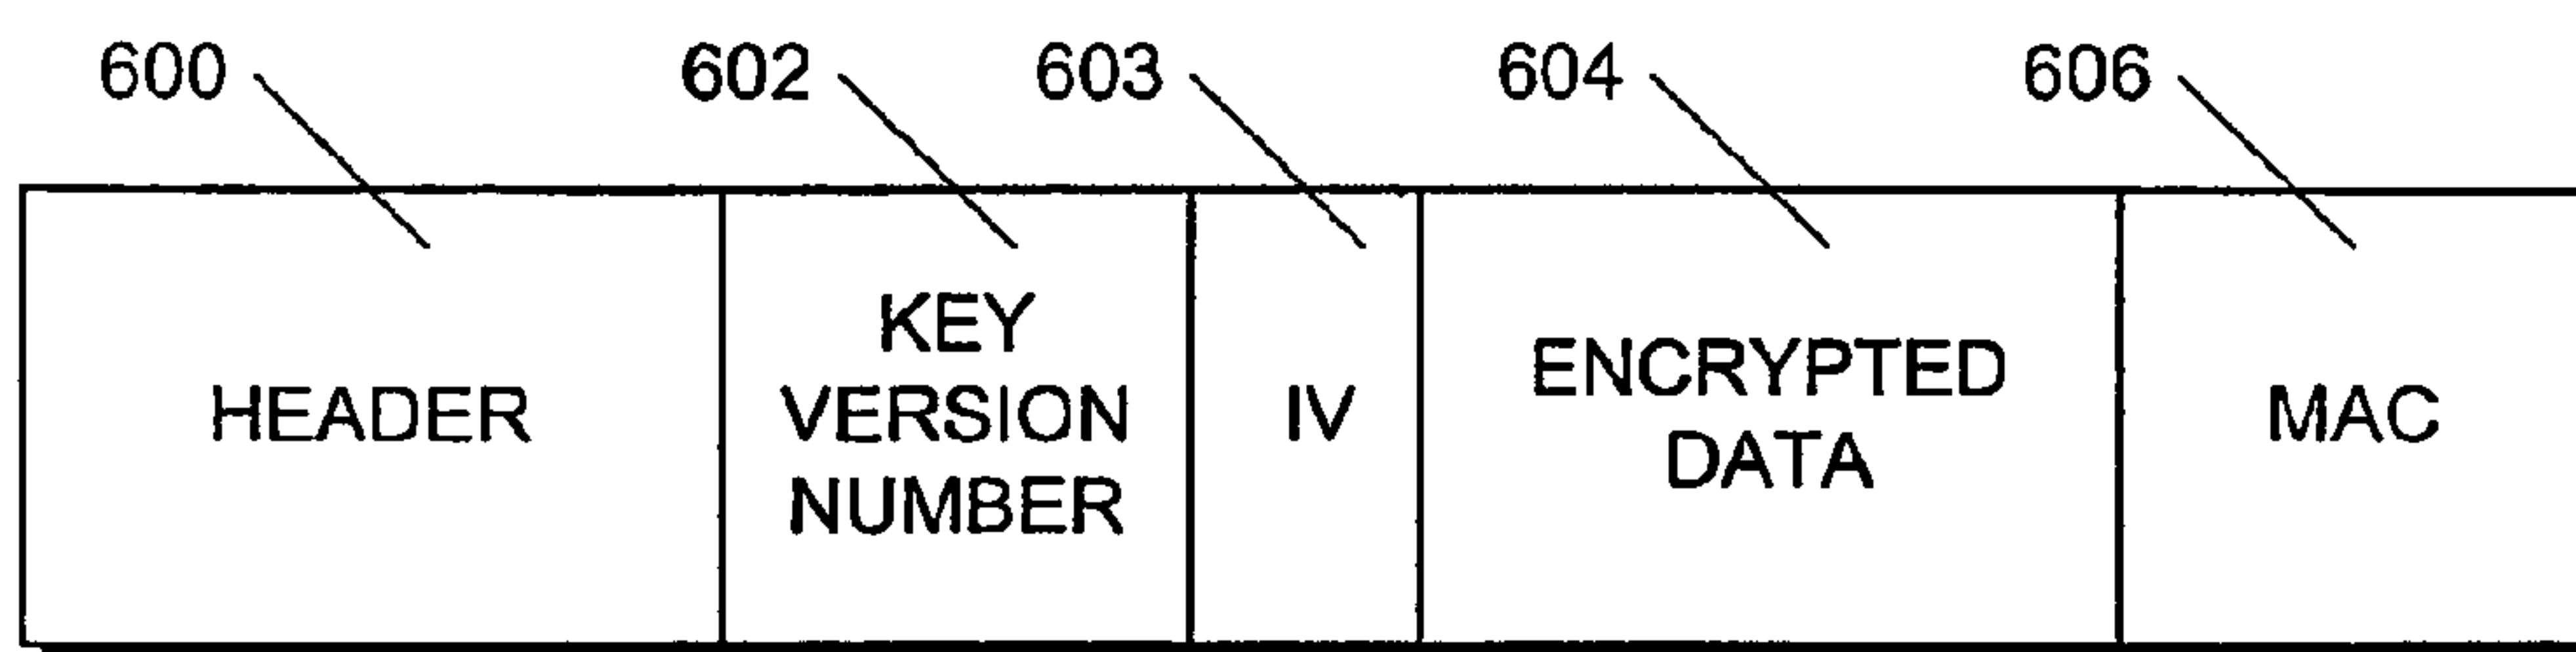 600 602 603 604 606
HEADER
KEY
VERSION
NUMBER
IV
ENCRYPTED
DATA
MAC